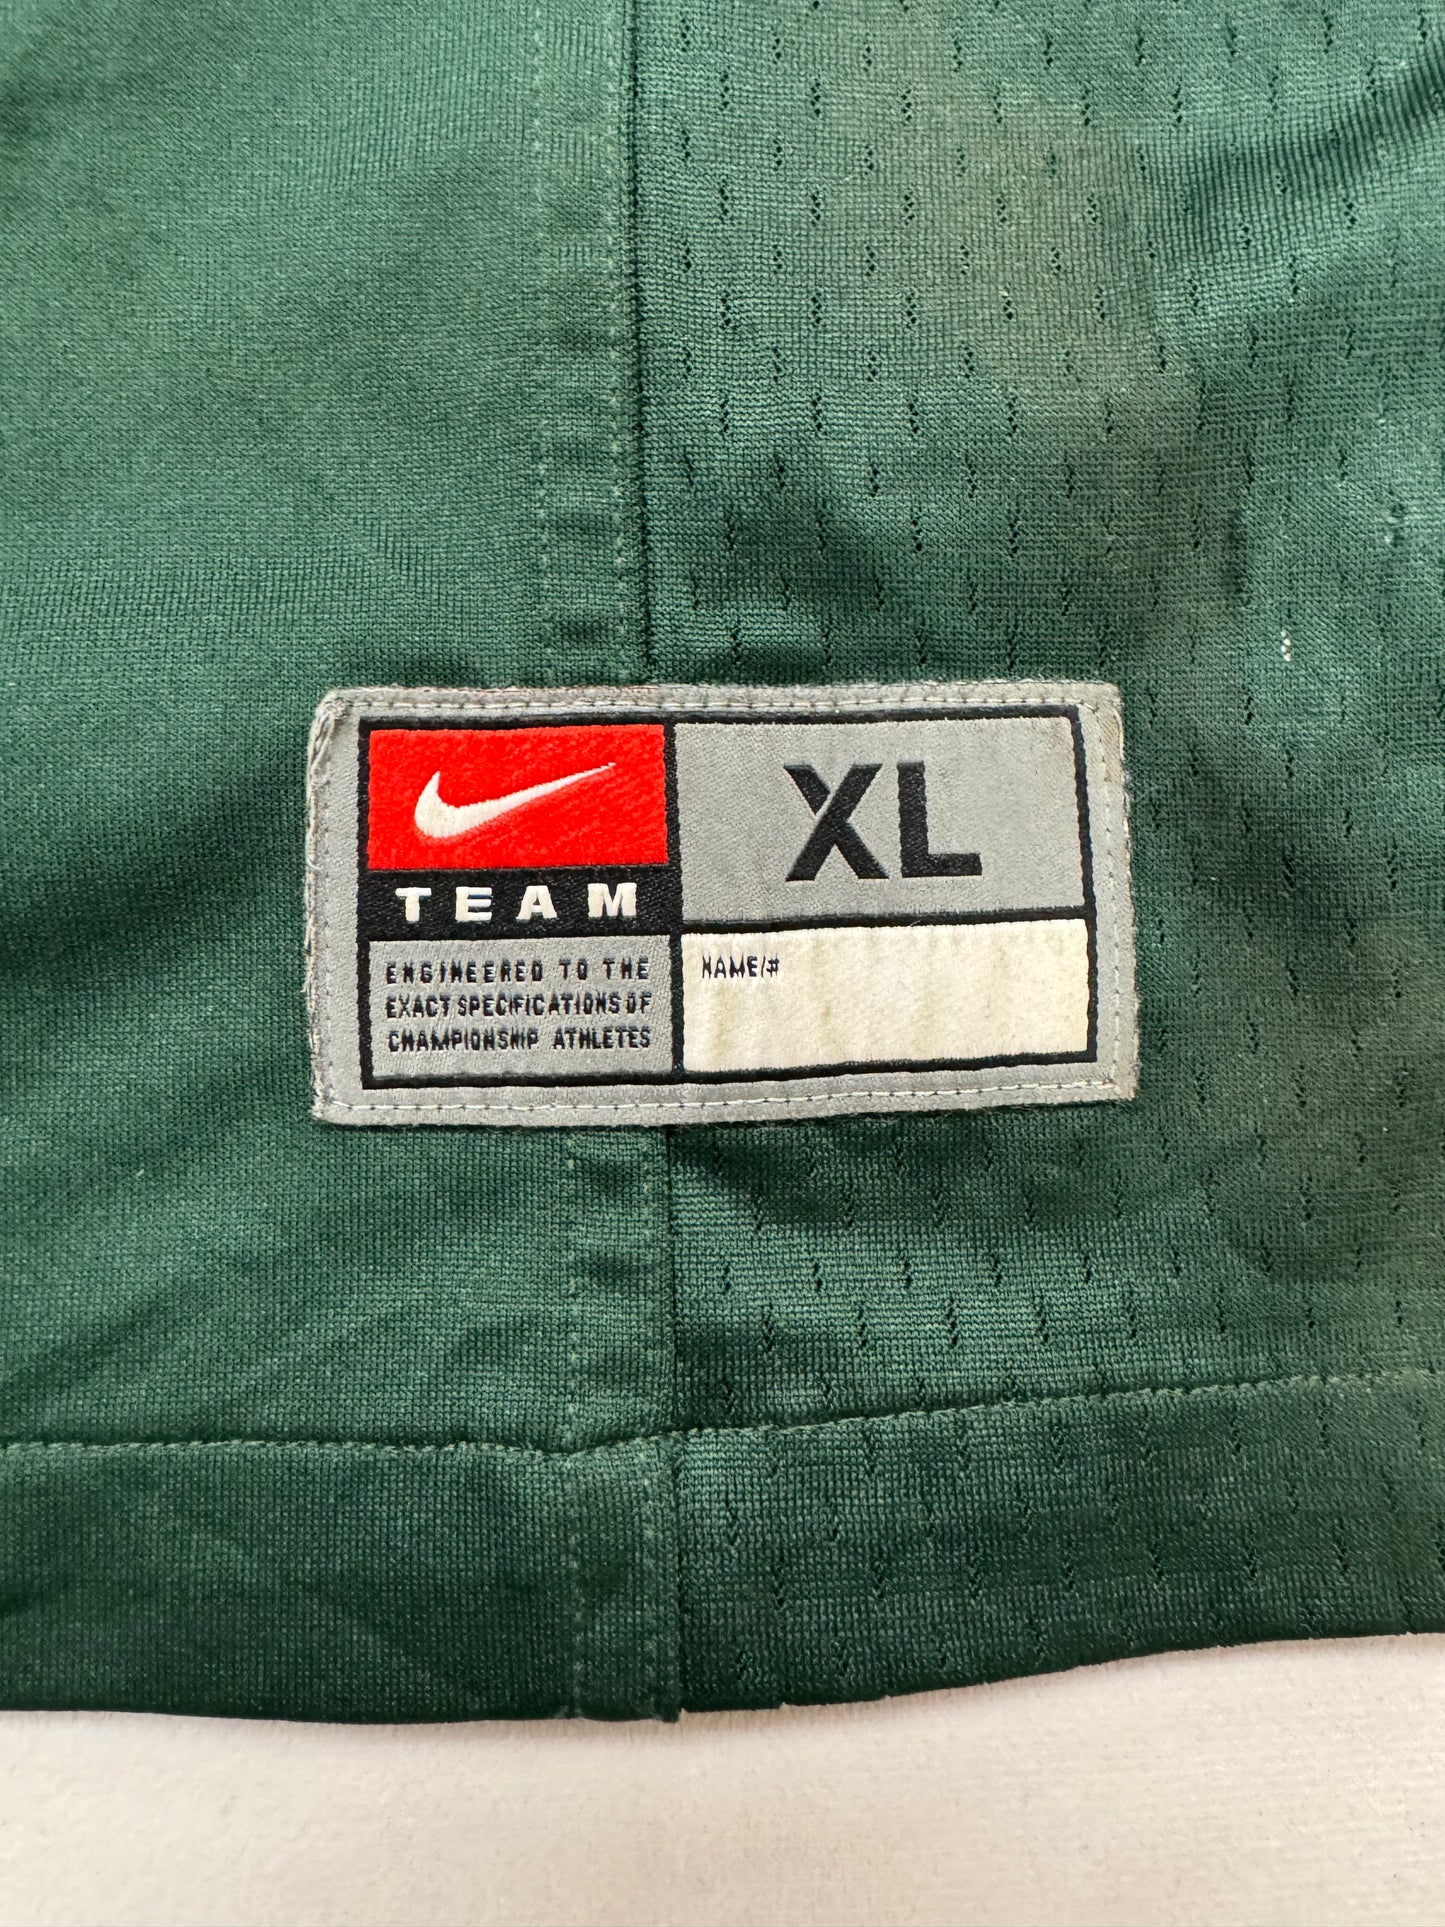 TEAM
XL
ENGINEERED TO THE
EXACT SPECIFICATIONS OF
CHAMPIONSHIP ATHLETES
NAME/#